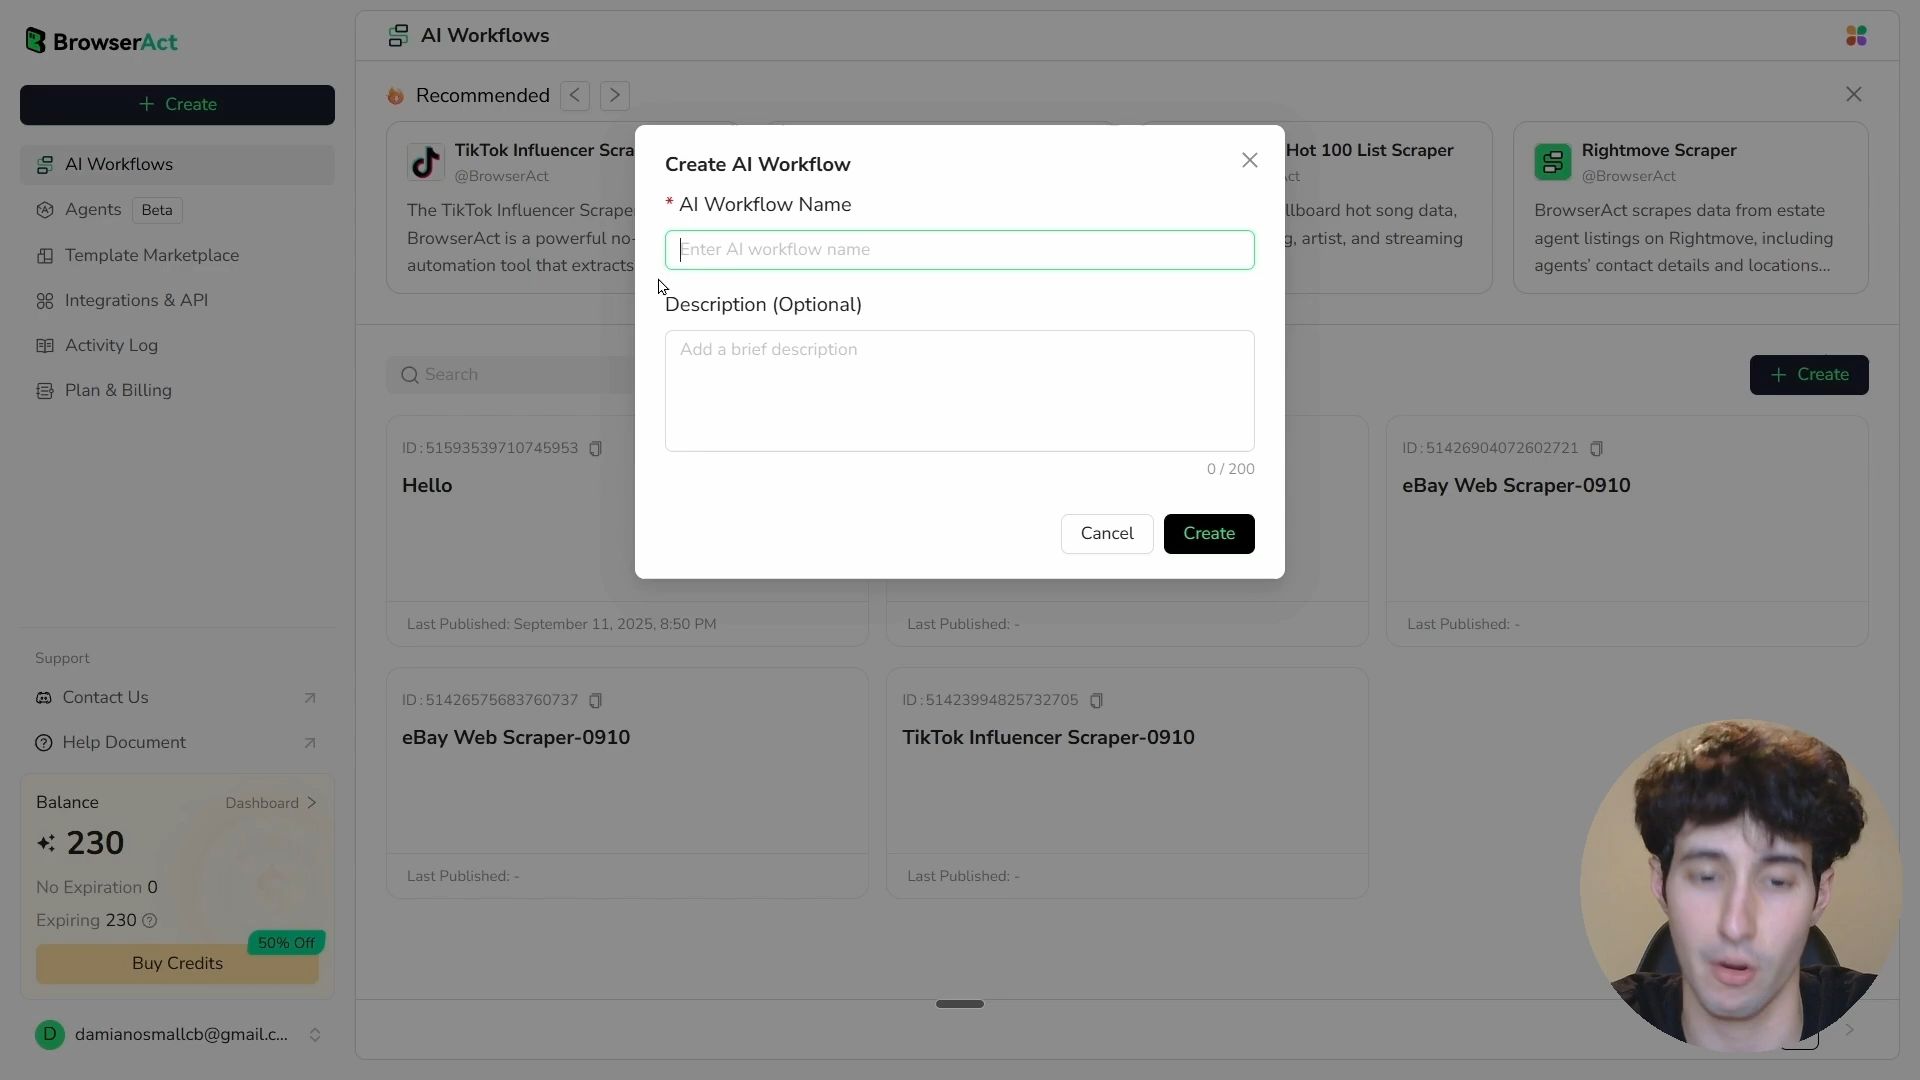 BrowserAct
Create
AI Workflows
Agents Beta
Template Marketplace
Integrations & API
Activity Log
Plan & Billing
Support
Contact Us
Help Document
Balance
Dashboard
230
No Expiration 0
Expiring 230
50% Off
Buy Credits
D damianosmallcb@gmail.c...
AI Workflows
Recommended
TikTok Influencer Scra
@BrowserAct
The TikTok Influencer Scrape
BrowserAct is a powerful no-
automation tool that extracts
Hot 100 List Scraper
ct
llboard hot song data,
g, artist, and streaming
Rightmove Scraper
@BrowserAct
BrowserAct scrapes data from estate
agent listings on Rightmove, including
agents’ contact details and locations...
Search
Create
ID : 51593539710745953
Hello
Last Published: September 11, 2025, 8:50 PM
Last Published: -
ID : 51426904072602721
eBay Web Scraper-0910
Last Published: -
ID : 51426575683760737
eBay Web Scraper-0910
Last Published: -
ID : 51423994825732705
TikTok Influencer Scraper-0910
Last Published: -
Create AI Workflow
* AI Workflow Name
Enter AI workflow name
Description (Optional)
Add a brief description
0 / 200
Cancel
Create